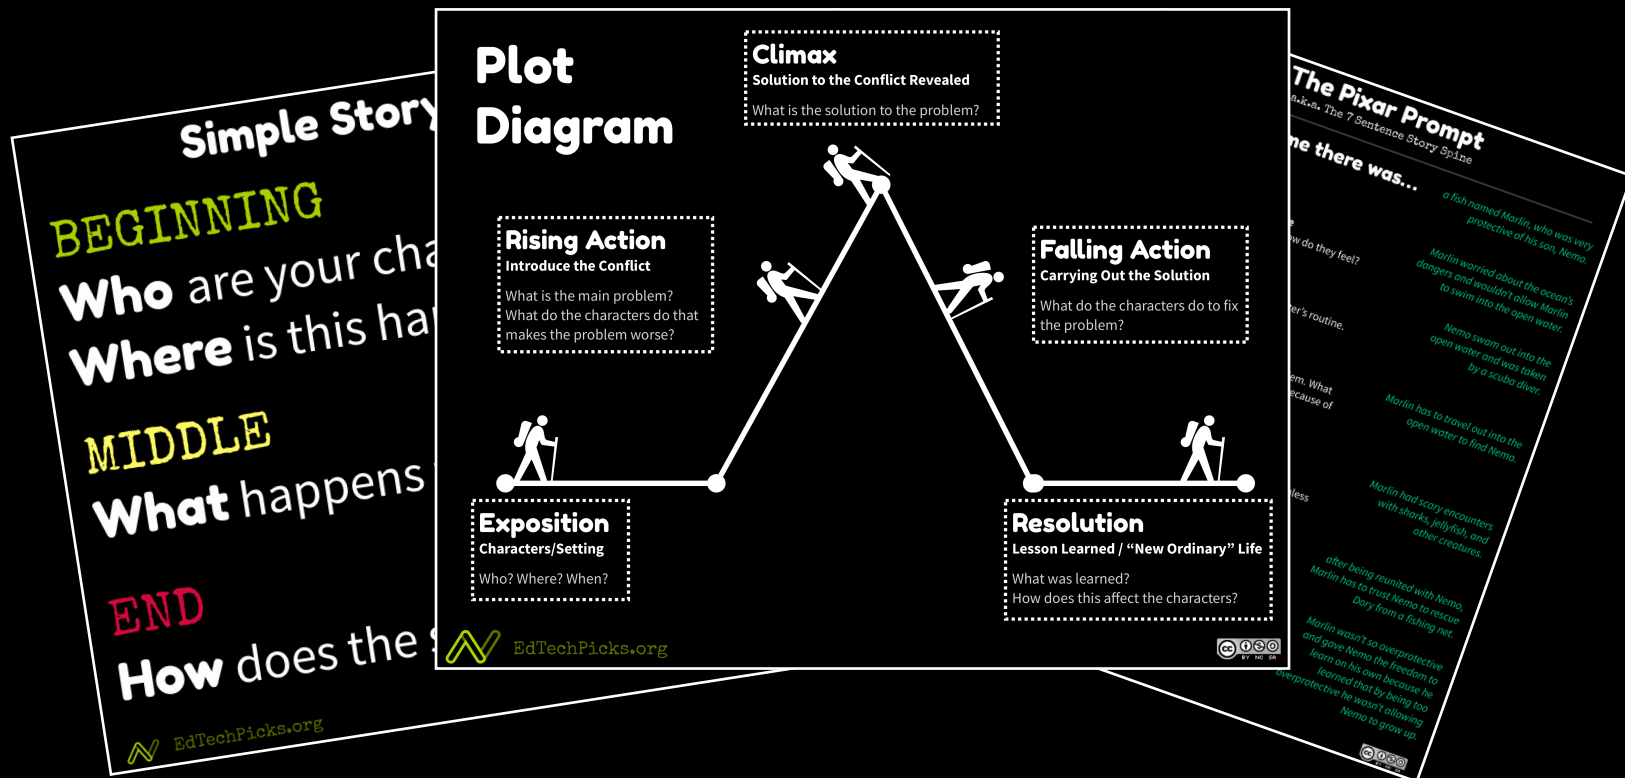 Simple Story
BEGINNING
Who are your cha
Where is this ha
MIDDLE
What happens
END
How does the s
EdTechPicks.org
Plot
Diagram
Climax
Solution to the Conflict Revealed
What is the solution to the problem?
Rising Action
Introduce the Conflict
What is the main problem?
What do the characters do that
makes the problem worse?
Falling Action
Carrying Out the Solution
What do the characters do to fix
the problem?
Exposition
Characters/Setting
Who? Where? When?
Resolution
Lesson Learned / “New Ordinary” Life
What was learned?
How does this affect the characters?
EdTechPicks.org
cc
BY NC SA
The Pixar Prompt
a.k.a. The 7 Sentence Story Spine
me there was...
a fish named Marlin, who was very
protective of his son, Nemo.
e
ow do they feel?
Marlin worried about the ocean's
dangers and wouldn't allow Marlin
to swim into the open water.
ter's routine.
Nemo swam out into the
open water and was taken
by a scuba diver.
em. What
ecause of
Marlin has to travel out into the
open water to find Nemo.
less
Marlin had scary encounters
with sharks, jellyfish, and
other creatures.
after being reunited with Nemo,
Marlin has to trust Nemo to rescue
Dory from a fishing net.
Marlin wasn't so overprotective
and gave Nemo the freedom to
learn on his own because he
learned that by being too
overprotective he wasn't allowing
Nemo to grow up.
cc
BY NC SA